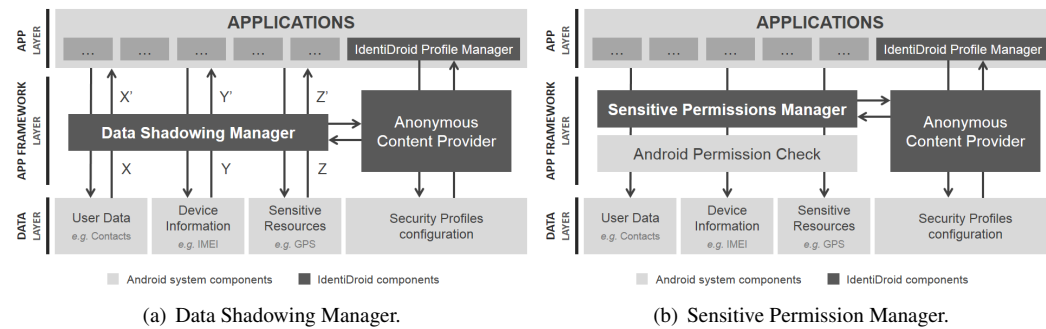 APP
LAYER
APPLICATIONS
... ... ... ... ...
IdentiDroid Profile Manager
APP FRAMEWORK
LAYER
X' Y' Z'
Data Shadowing Manager
X Y Z
Anonymous
Content Provider
DATA
LAYER
User Data
e.g. Contacts
Device
Information
e.g. IMEI
Sensitive
Resources
e.g. GPS
Security Profiles
configuration
Android system components
IdentiDroid components
(a) Data Shadowing Manager.
APP
LAYER
APPLICATIONS
... ... ... ... ...
IdentiDroid Profile Manager
APP FRAMEWORK
LAYER
Sensitive Permissions Manager
Android Permission Check
Anonymous
Content Provider
DATA
LAYER
User Data
e.g. Contacts
Device
Information
e.g. IMEI
Sensitive
Resources
e.g. GPS
Security Profiles
configuration
Android system components
IdentiDroid components
(b) Sensitive Permission Manager.